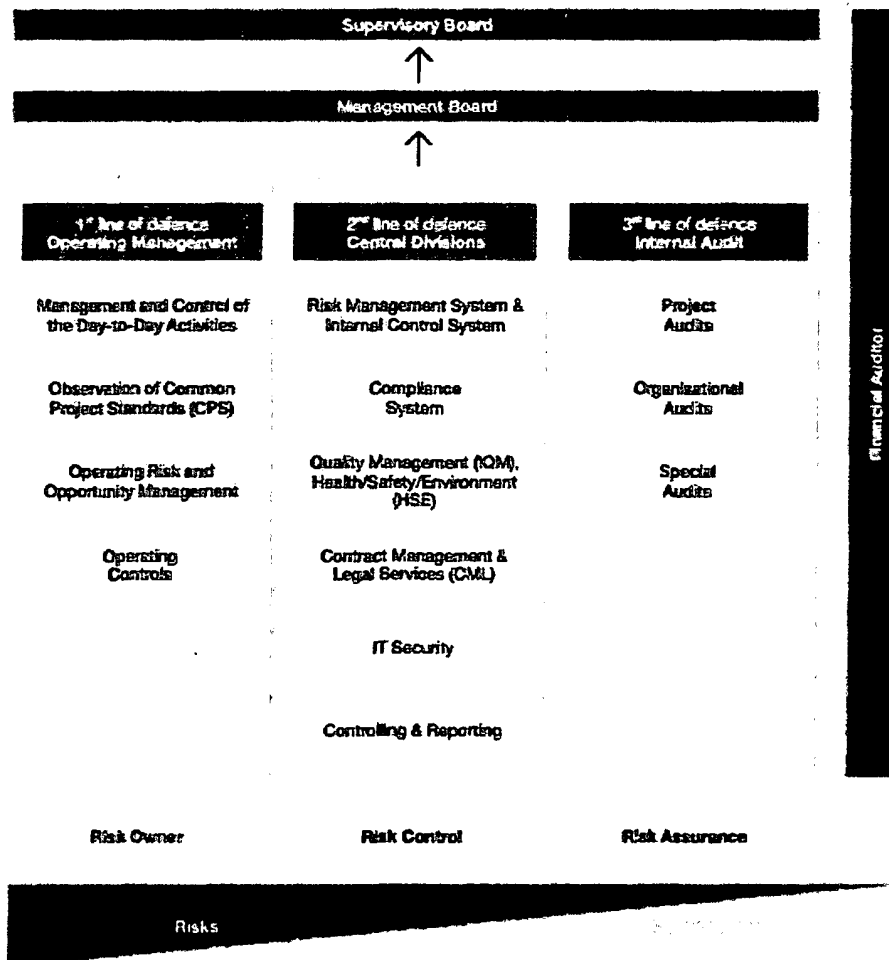 Supervisory Board
Management Board
1st line of defence
Operating Management
2nd line of defence
Central Divisions
3rd line of defence
Internal Audit
Management and Control of
the Day-to-Day Activities
Risk Management System &
Internal Control System
Project
Audits
Observation of Common
Project Standards (CPS)
Compliance
System
Organizational
Audits
Operating Risk and
Opportunity Management
Quality Management (QM),
Health/Safety/Environment
(HSE)
Special
Audits
Operating
Controls
Contract Management &
Legal Services (CML)
IT Security
Controlling & Reporting
Financial Auditor
Risk Owner
Risk Control
Risk Assurance
Risks